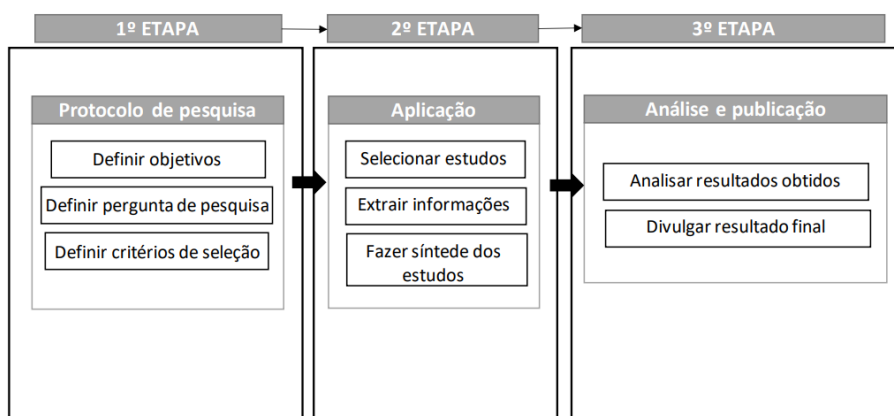 1º ETAPA
2º ETAPA
3º ETAPA
Protocolo de pesquisa
Definir objetivos
Definir pergunta de pesquisa
Definir critérios de seleção
Aplicação
Selecionar estudos
Extrair informações
Fazer síntede dos
estudos
Análise e publicação
Analisar resultados obtidos
Divulgar resultado final